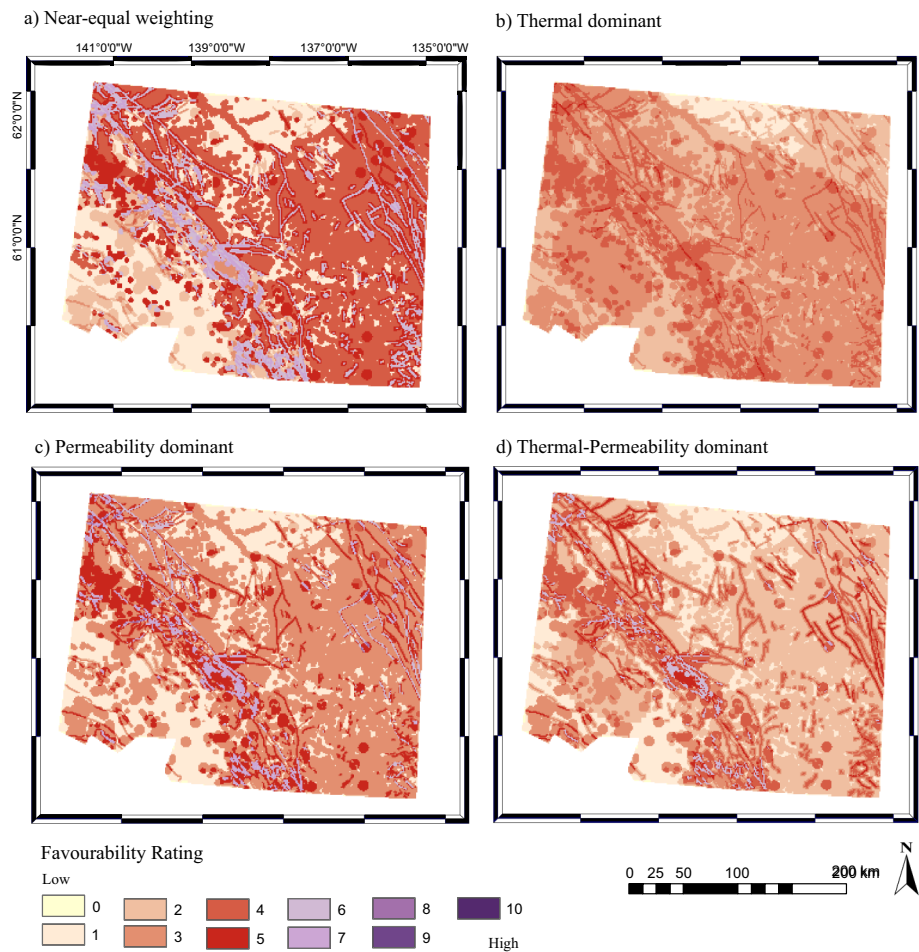 a) Near-equal weighting
b) Thermal dominant
141°0'0"W 139°0'0"W 137°0'0"W 135°0'0"W
62°0'0"N
61°0'0"N
c) Permeability dominant
d) Thermal-Permeability dominant
Favourability Rating
Low
0 2 4 6 8 10
1 3 5 7 9
High
0 25 50 100 200 km
N